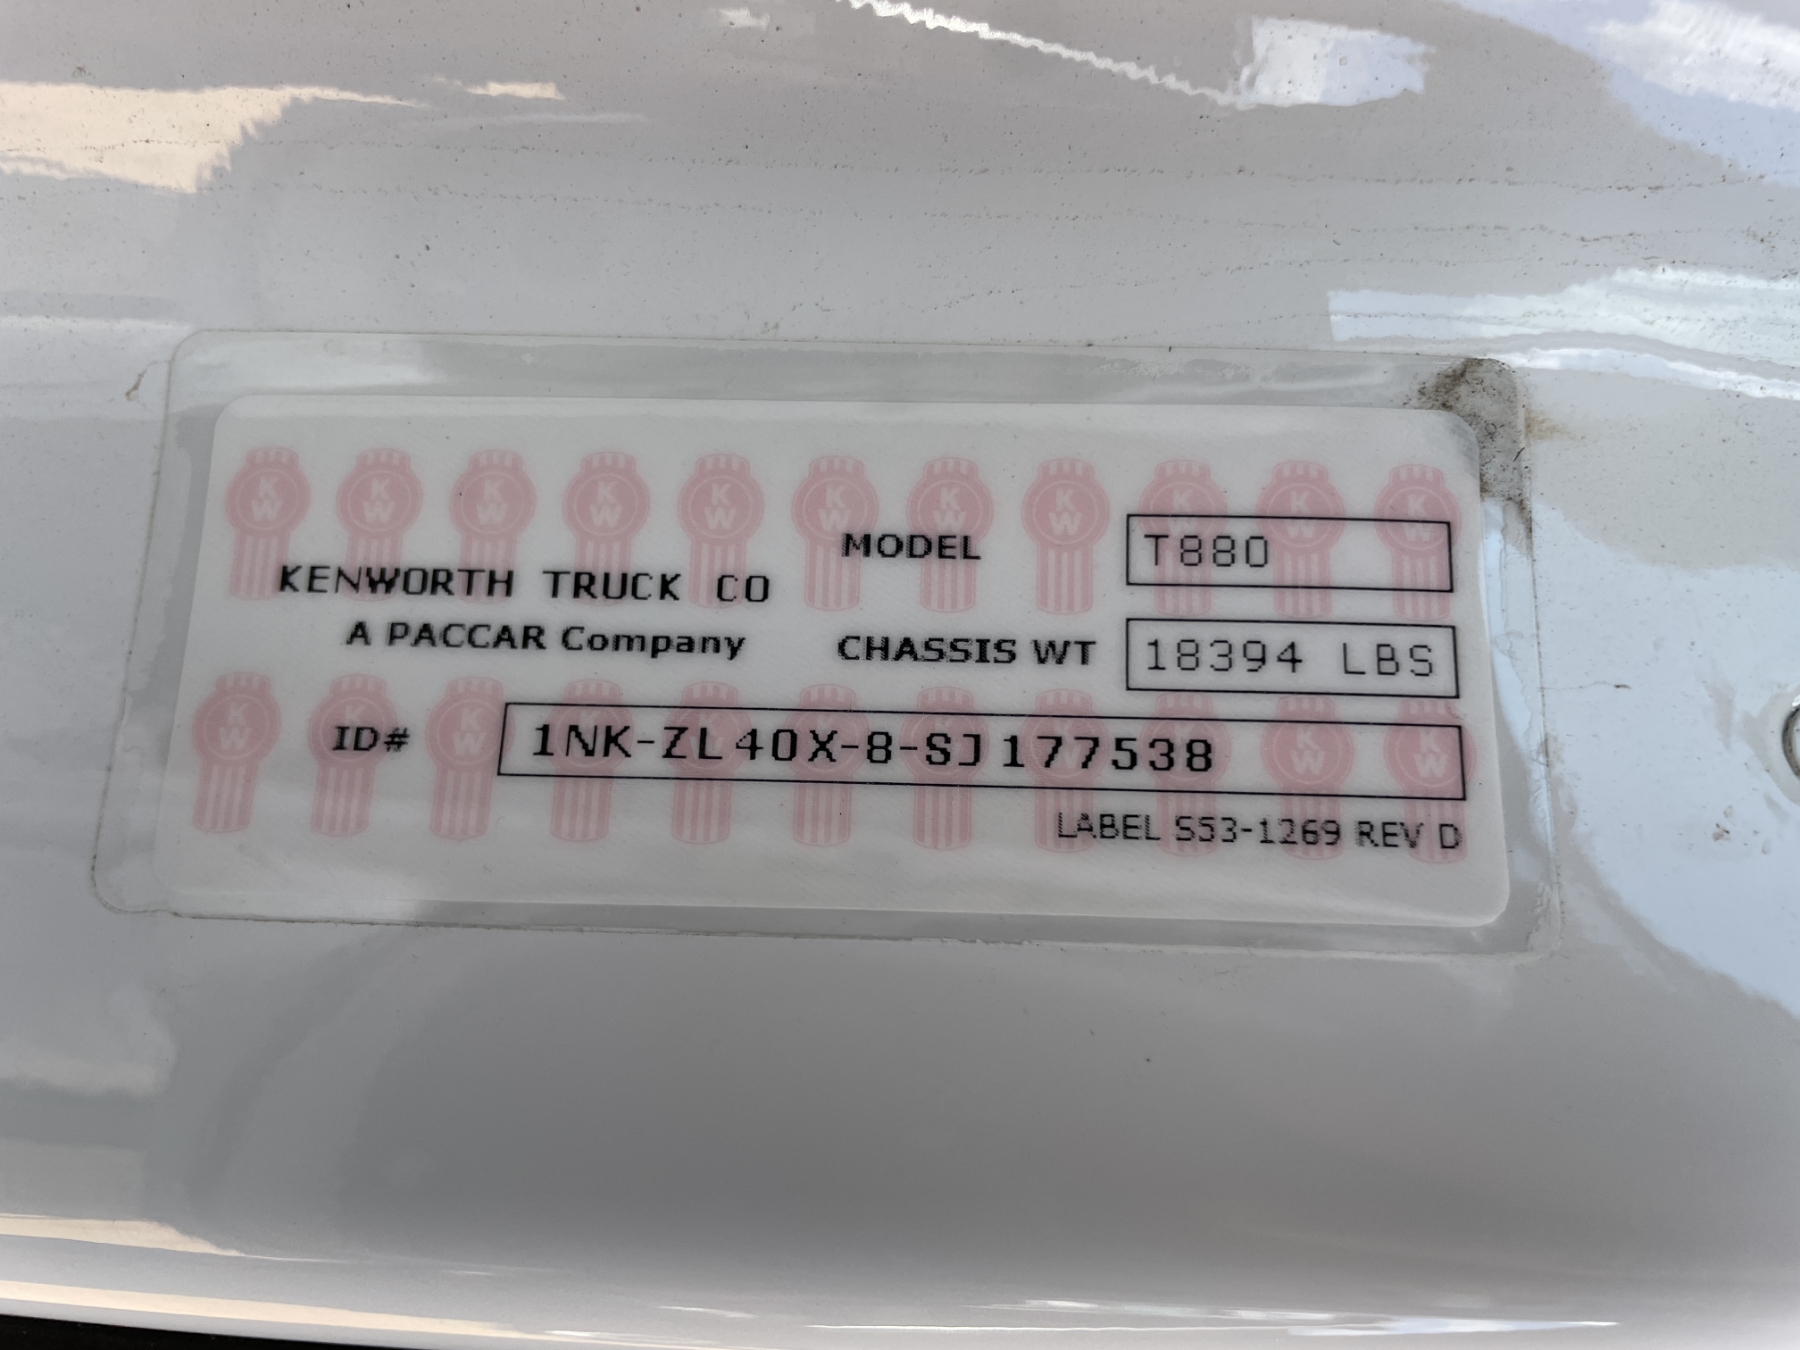 KENWORTH TRUCK CO
A PACCAR Company
MODEL T880
CHASSIS WT 18394 LBS
ID# 1NK-ZL40X-8-SJ177538
LABEL S53-1269 REV D